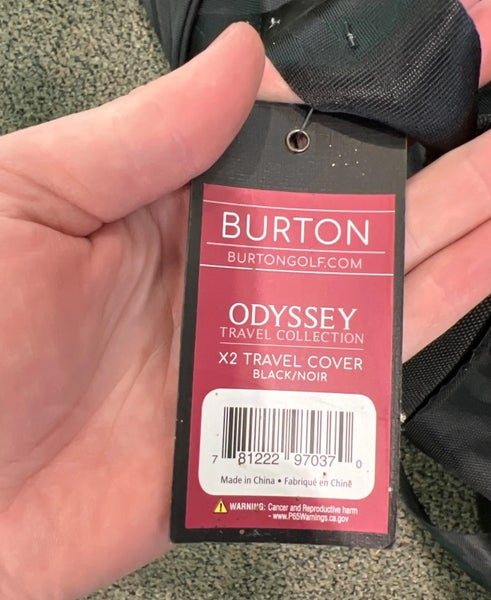 BURTON
BURTONGOLF.COM
ODYSSEY
TRAVEL COLLECTION
X2 TRAVEL COVER
BLACK/NOIR
7 81222 97037 0
Made in China • Fabriqué en Chine
WARNING: Cancer and Reproductive harm
- www.P65Warnings.ca.gov